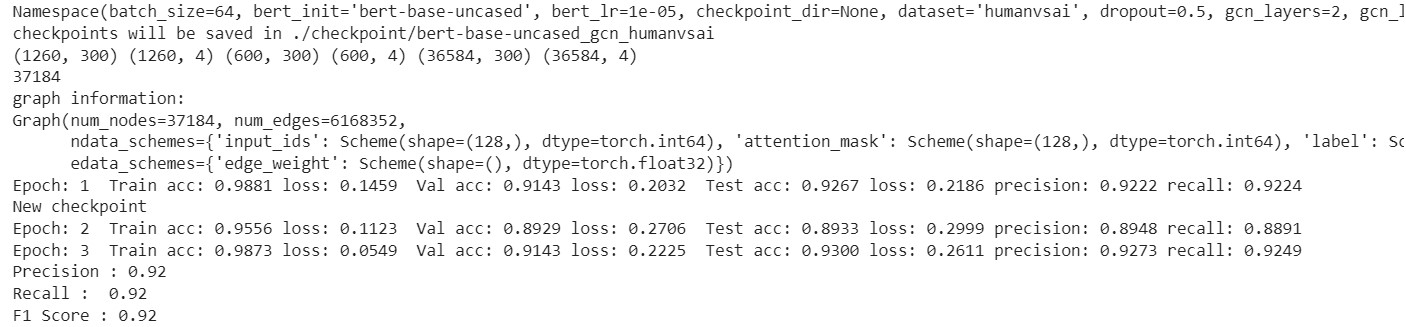 Namespace(batch_size=64, bert_init='bert-base-uncased', bert_lr=1e-05, checkpoint_dir=None, dataset='humanvsai', dropout=0.5, gcn_layers=2, gcn_l
checkpoints will be saved in ./checkpoint/bert-base-uncased_gcn_humanvsai
(1260, 300) (1260, 4) (600, 300) (600, 4) (36584, 300) (36584, 4)
37184
graph information:
Graph(num_nodes=37184, num_edges=6168352,
      ndata_schemes={'input_ids': Scheme(shape=(128,), dtype=torch.int64), 'attention_mask': Scheme(shape=(128,), dtype=torch.int64), 'label': Sc
      edata_schemes={'edge_weight': Scheme(shape=(), dtype=torch.float32)})
Epoch: 1  Train acc: 0.9881 loss: 0.1459  Val acc: 0.9143 loss: 0.2032  Test acc: 0.9267 loss: 0.2186 precision: 0.9222 recall: 0.9224
New checkpoint
Epoch: 2  Train acc: 0.9556 loss: 0.1123  Val acc: 0.8929 loss: 0.2706  Test acc: 0.8933 loss: 0.2999 precision: 0.8948 recall: 0.8891
Epoch: 3  Train acc: 0.9873 loss: 0.0549  Val acc: 0.9143 loss: 0.2225  Test acc: 0.9300 loss: 0.2611 precision: 0.9273 recall: 0.9249
Precision : 0.92
Recall :  0.92
F1 Score : 0.92